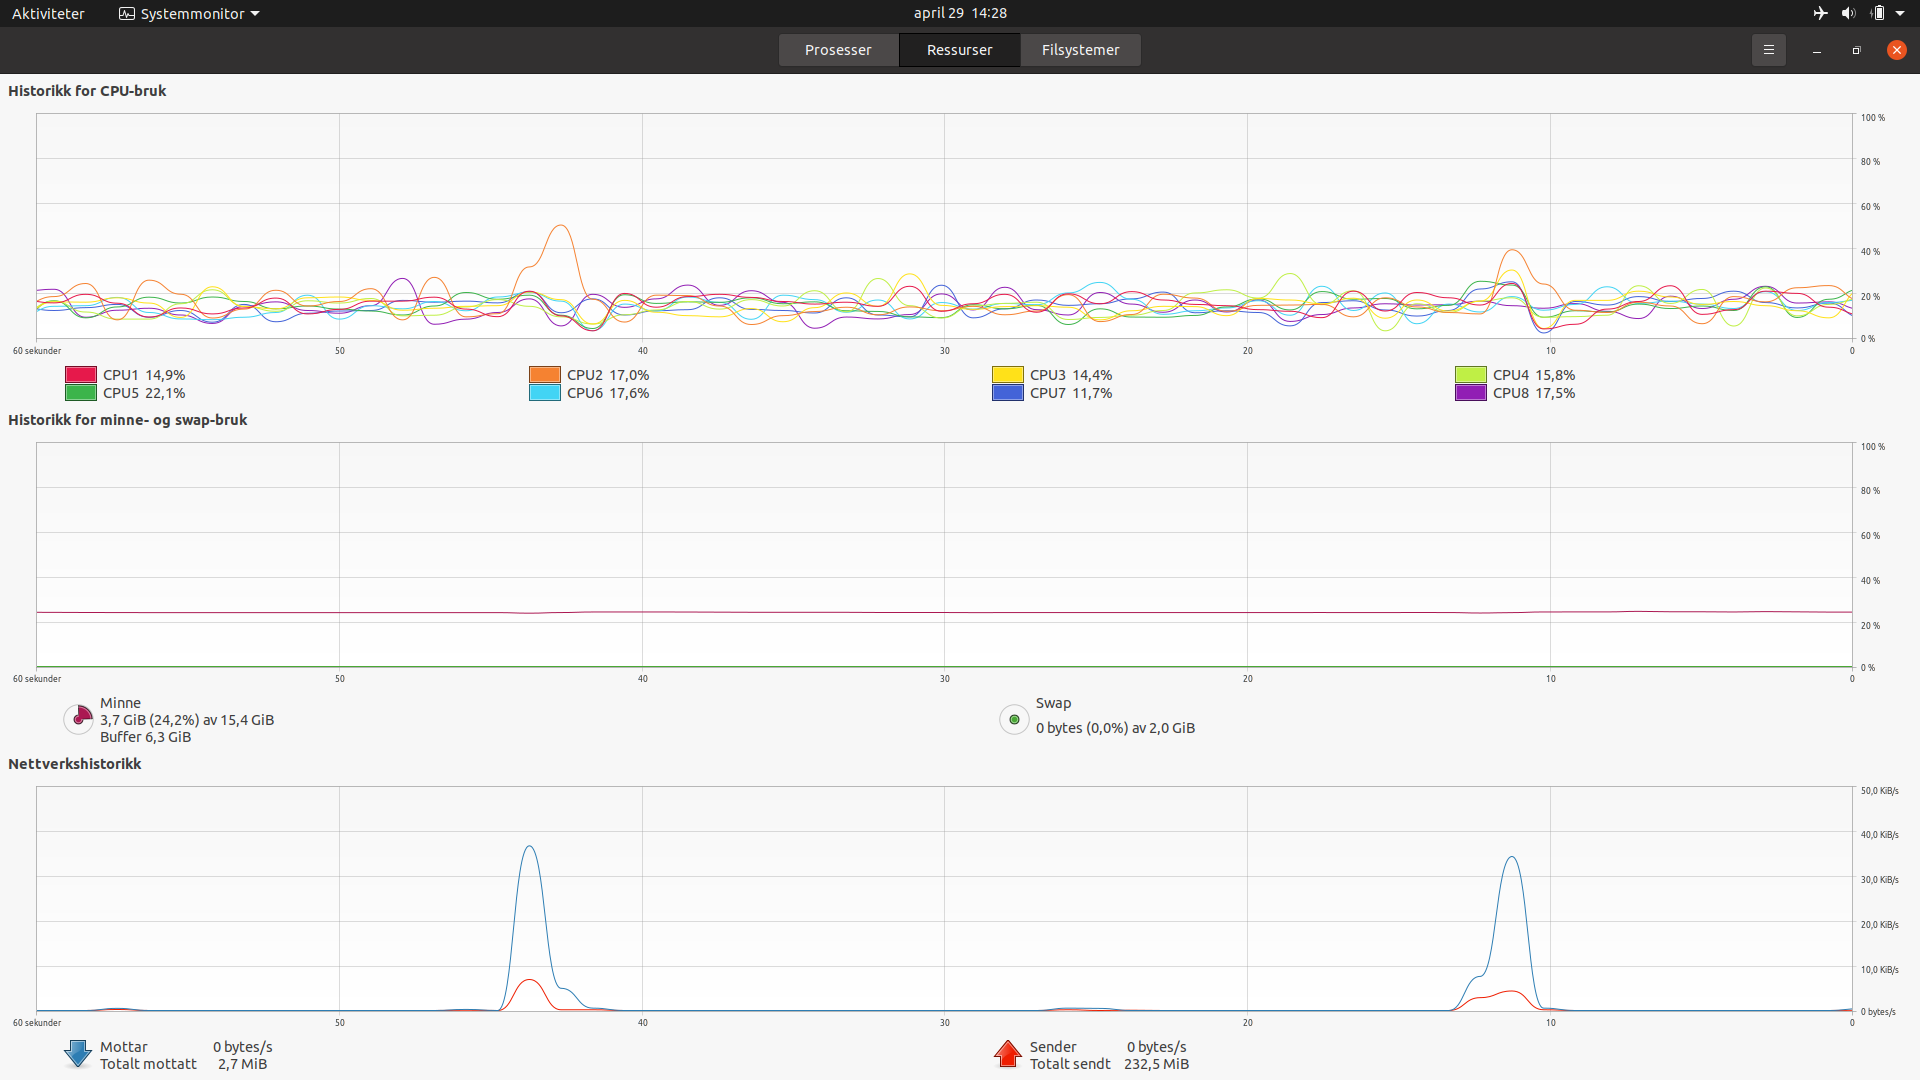 Aktiviteter Systemmonitor april 29 14:28
Prosesser Ressurser Filsystemer
Historikk for CPU-bruk
100 %
80 %
60 %
40 %
20 %
0 %
60 sekunder 50 40 30 20 10 0
CPU1 14,9% CPU2 17,0% CPU3 14,4% CPU4 15,8%
CPU5 22,1% CPU6 17,6% CPU7 11,7% CPU8 17,5%
Historikk for minne- og swap-bruk
100 %
80 %
60 %
40 %
20 %
0 %
60 sekunder 50 40 30 20 10 0
Minne
3,7 GiB (24,2%) av 15,4 GiB
Buffer 6,3 GiB
Swap
0 bytes (0,0%) av 2,0 GiB
Nettverkshistorikk
50,0 KiB/s
40,0 KiB/s
30,0 KiB/s
20,0 KiB/s
10,0 KiB/s
0 bytes/s
60 sekunder 50 40 30 20 10 0
Mottar 0 bytes/s
Totalt mottatt 2,7 MiB
Sender 0 bytes/s
Totalt sendt 232,5 MiB